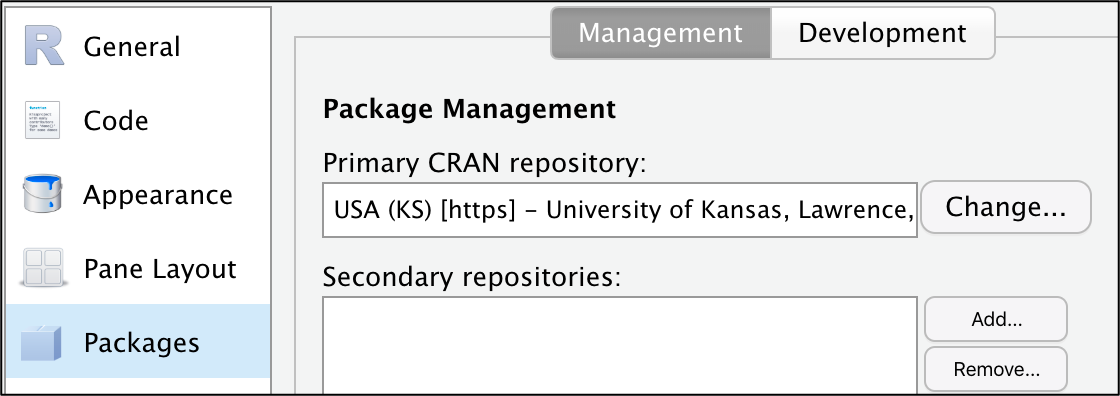 General
Code
Appearance
Pane Layout
Packages
Management
Development
Package Management
Primary CRAN repository:
USA (KS) [https] – University of Kansas, Lawrence,
Change...
Secondary repositories:
Add...
Remove...